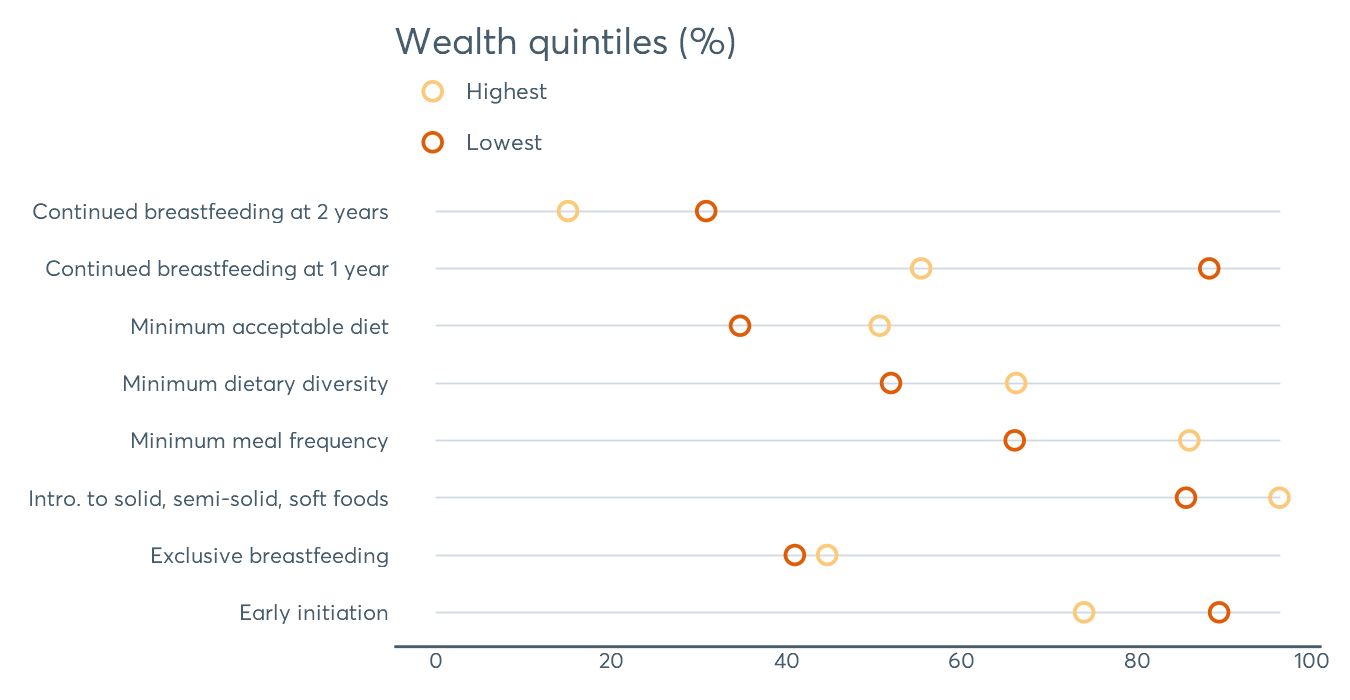 Wealth quintiles (%)
Highest
Lowest
Continued breastfeeding at 2 years
Continued breastfeeding at 1 year
Minimum acceptable diet
Minimum dietary diversity
Minimum meal frequency
Intro. to solid, semi-solid, soft foods
Exclusive breastfeeding
Early initiation
0 20 40 60 80 100